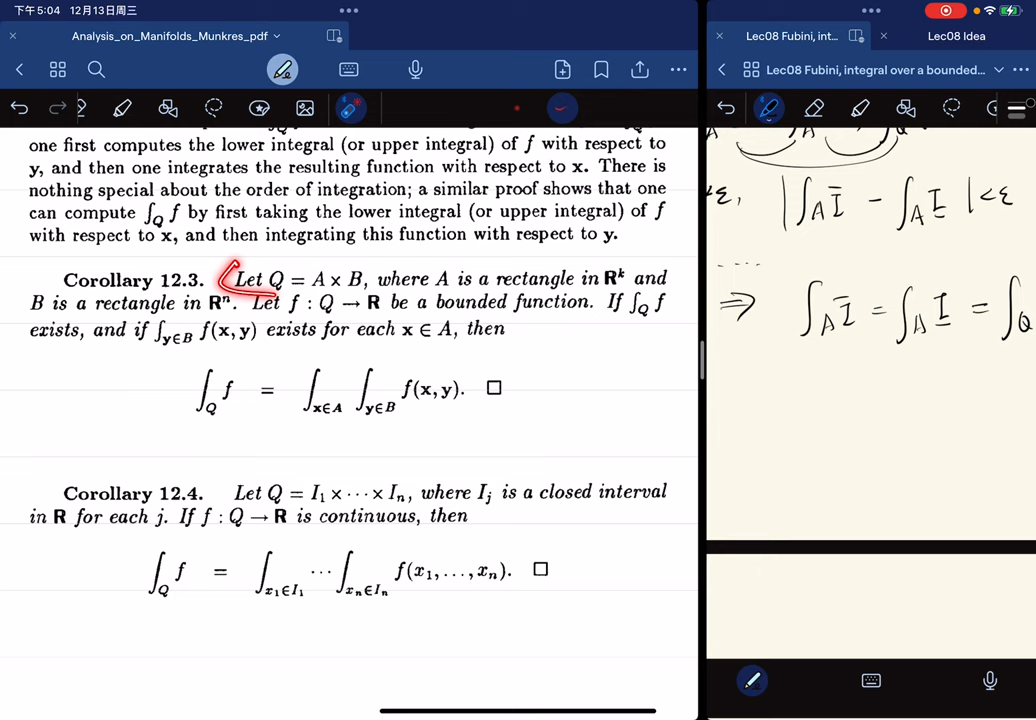 下午5:04 12月13日周三
Analysis_on_Manifolds_Munkres_pdf
Lec08 Fubini, int...
Lec08 Idea
Lec08 Fubini, integral over a bounded...
one first computes the lower integral (or upper integral) of f with respect to
y, and then one integrates the resulting function with respect to x. There is
nothing special about the order of integration; a similar proof shows that one
can compute ∫_Q f by first taking the lower integral (or upper integral) of f
with respect to x, and then integrating this function with respect to y.
Corollary 12.3. Let Q = A × B, where A is a rectangle in R^k and
B is a rectangle in R^n. Let f : Q → R be a bounded function. If ∫_Q f
exists, and if ∫_{y∈B} f(x, y) exists for each x ∈ A, then
∫_Q f = ∫_{x∈A} ∫_{y∈B} f(x, y). □
Corollary 12.4. Let Q = I_1 × ··· × I_n, where I_j is a closed interval
in R for each j. If f : Q → R is continuous, then
∫_Q f = ∫_{x_1∈I_1} ··· ∫_{x_n∈I_n} f(x_1, ..., x_n). □
<ε, |∫_A Ī - ∫_A I̲ |<ε
⇒ ∫_A Ī = ∫_A I̲ = ∫_Q